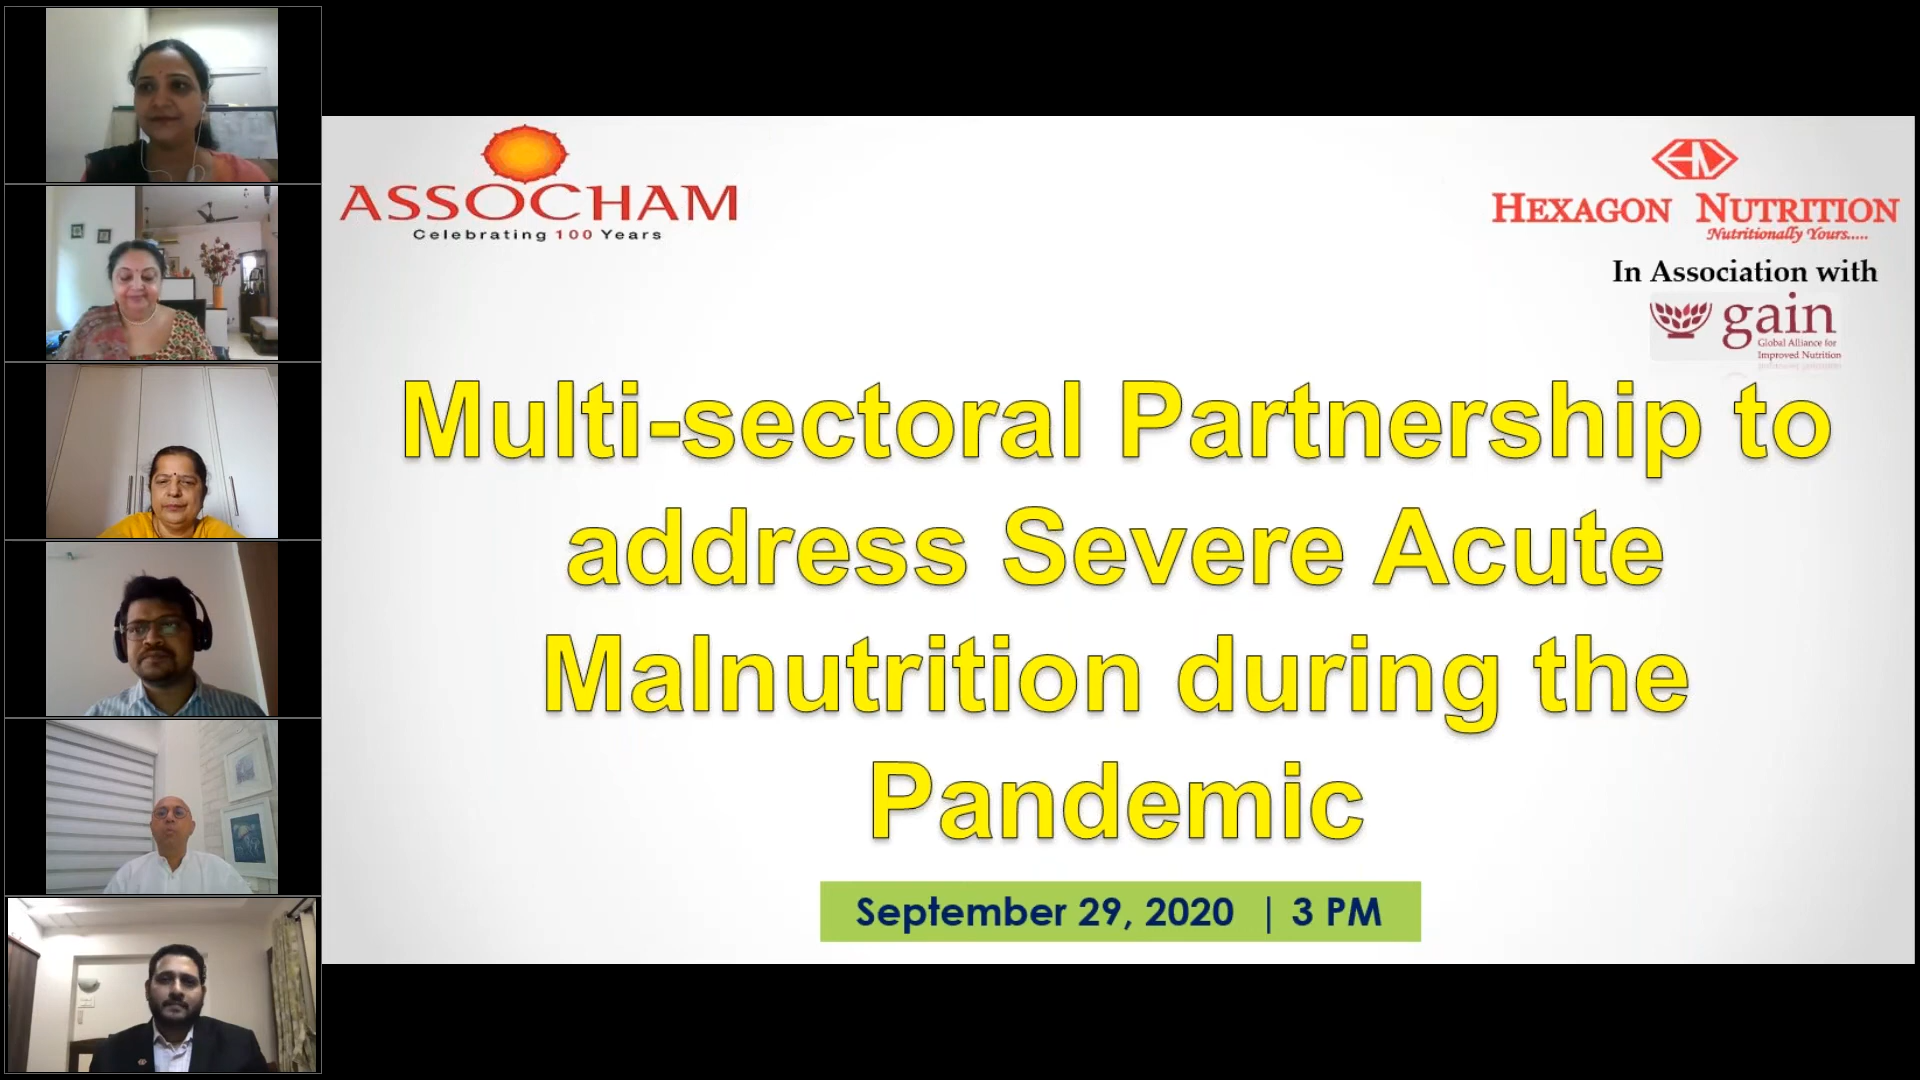 ASSOCHAM
Celebrating 100 Years
HEXAGON NUTRITION
Nutritionally Yours.....
In Association with
gain
Global Alliance for
Improved Nutrition
Multi-sectoral Partnership to
address Severe Acute
Malnutrition during the
Pandemic
September 29, 2020 | 3 PM